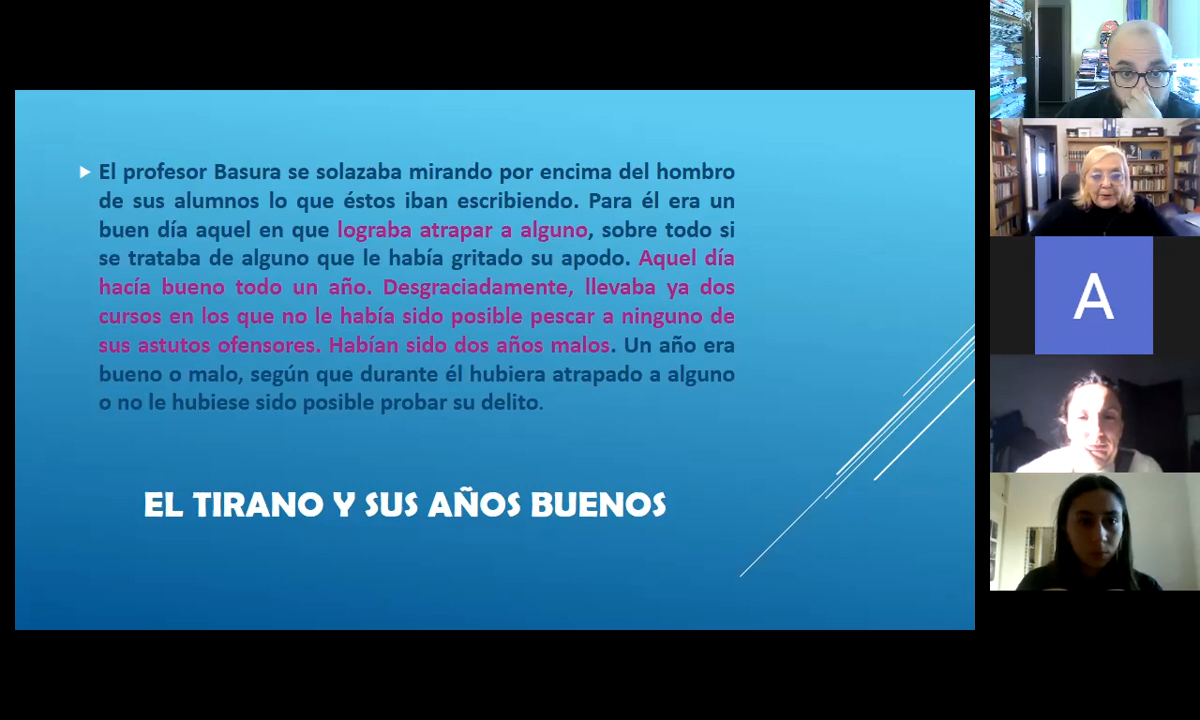 El profesor Basura se solazaba mirando por encima del hombro
de sus alumnos lo que éstos iban escribiendo. Para él era un
buen día aquel en que lograba atrapar a alguno, sobre todo si
se trataba de alguno que le había gritado su apodo. Aquel día
hacía bueno todo un año. Desgraciadamente, llevaba ya dos
cursos en los que no le había sido posible pescar a ninguno de
sus astutos ofensores. Habían sido dos años malos. Un año era
bueno o malo, según que durante él hubiera atrapado a alguno
o no le hubiese sido posible probar su delito.
EL TIRANO Y SUS AÑOS BUENOS
A